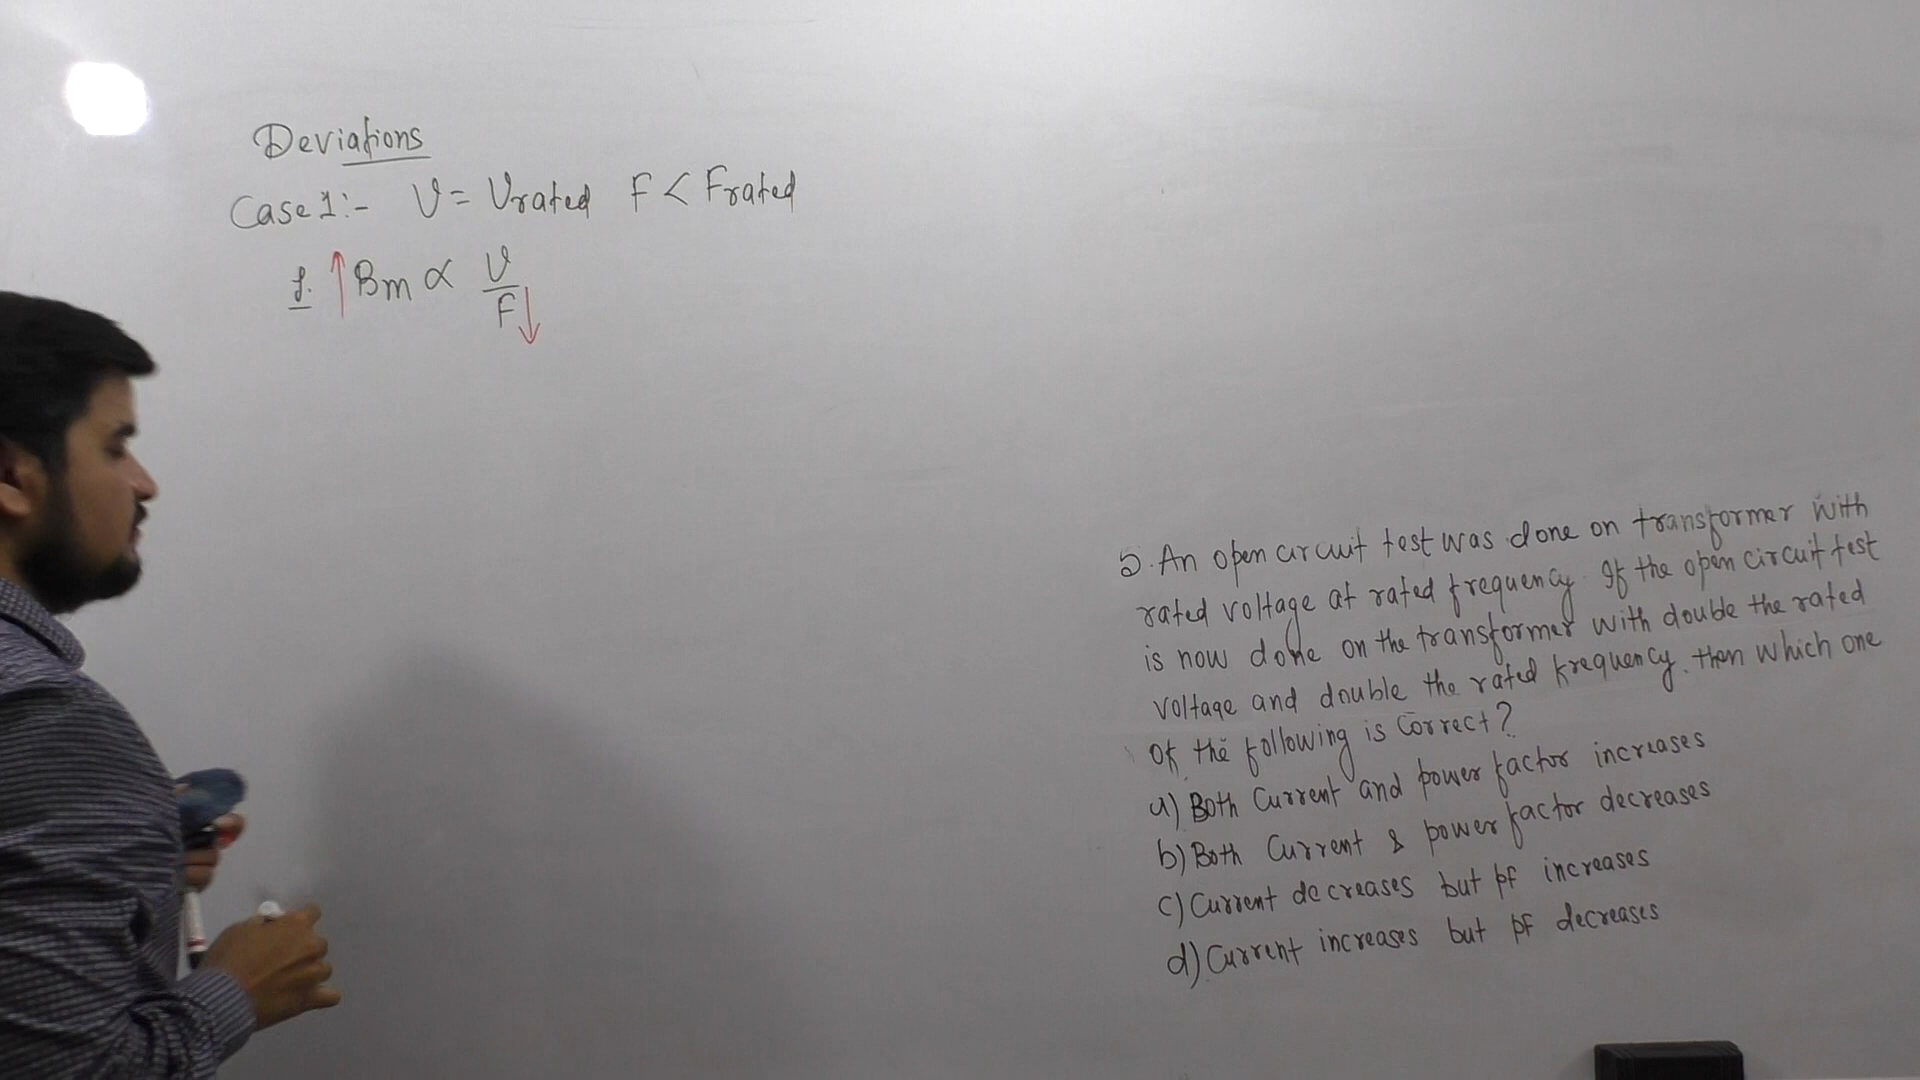 Deviations
Case 1:- V = Vrated F < Frated
1. ↑ Bm ∝ V/F ↓
5. An open circuit test was done on transformer with
rated voltage at rated frequency. If the open circuit test
is now done on the transformer with double the rated
voltage and double the rated frequency. then which one
of the following is correct?
a) Both Current and power factor increases
b) Both Current & power factor decreases
c) Current decreases but pf increases
d) Current increases but pf decreases